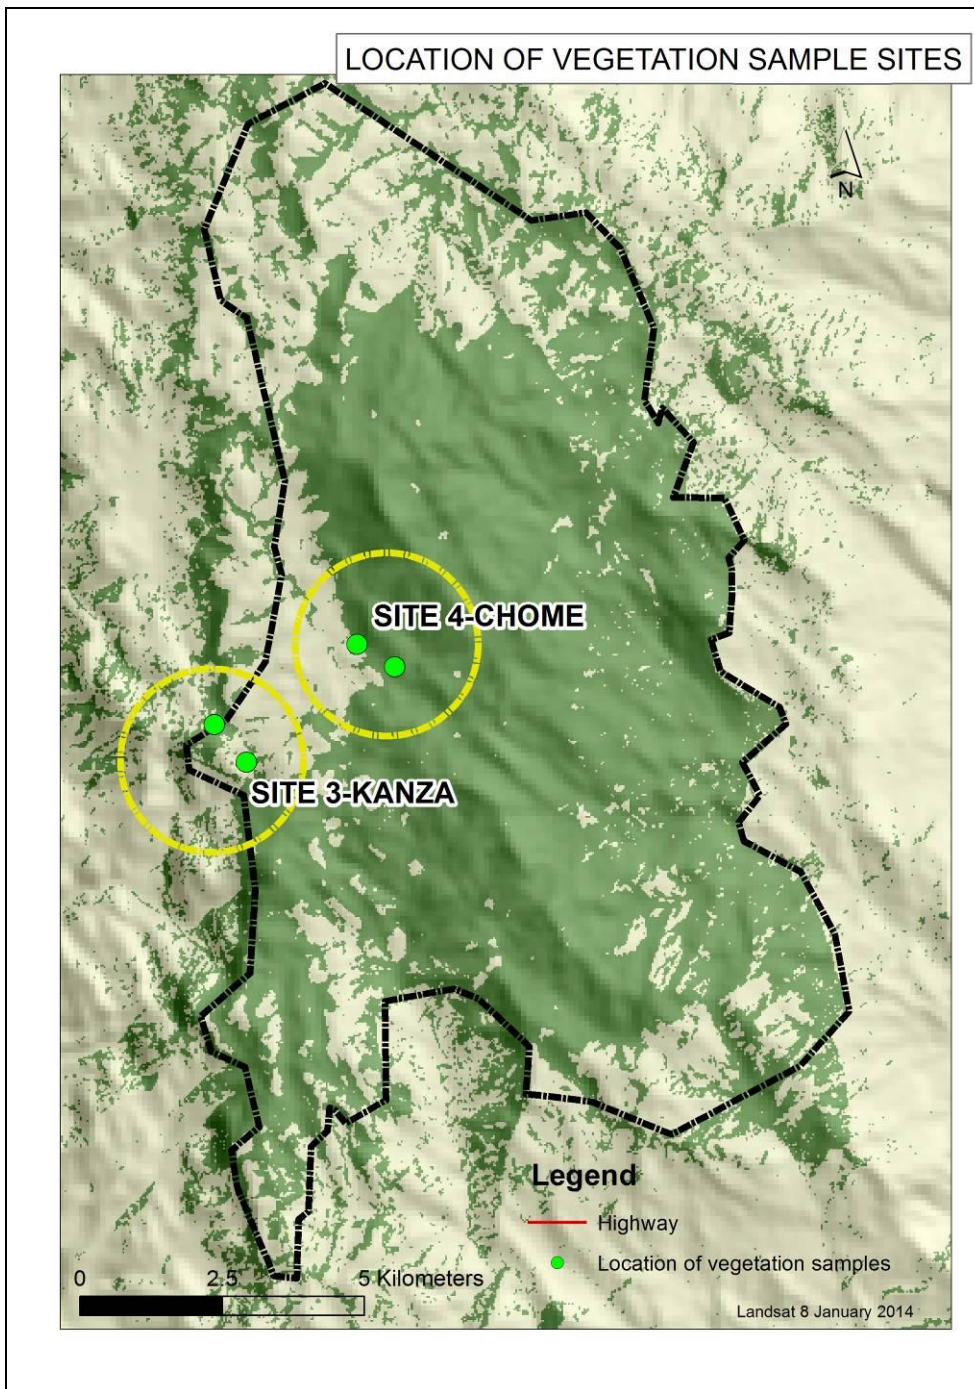 LOCATION OF VEGETATION SAMPLE SITES
N
SITE 4-CHOME
SITE 3-KANZA
Legend
Highway
Location of vegetation samples
0 2.5 5 Kilometers
Landsat 8 January 2014